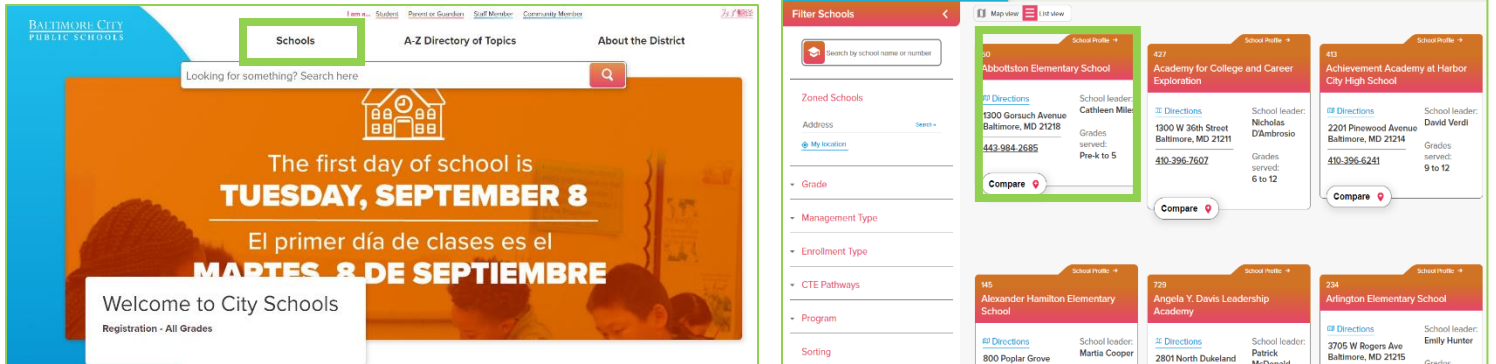 I am a... Student Parent or Guardian Staff Member Community Member
BALTIMORE CITY
PUBLIC SCHOOLS
Schools A-Z Directory of Topics About the District
Looking for something? Search here
The first day of school is
TUESDAY, SEPTEMBER 8
El primer día de clases es el
MARTES, 8 DE SEPTIEMBRE
Welcome to City Schools
Registration - All Grades
Filter Schools
Map view List view
Search by school name or number
Zoned Schools
Address Search
My location
Grade
Management Type
Enrollment Type
CTE Pathways
Program
Sorting
School Profile →
50
Abbottston Elementary School
Directions
1300 Gorsuch Avenue
Baltimore, MD 21218
443-984-2685
School leader:
Cathleen Miles
Grades
served:
Pre-k to 5
Compare
School Profile →
427
Academy for College and Career
Exploration
Directions
1300 W 36th Street
Baltimore, MD 21211
410-396-7607
School leader:
Nicholas
D'Ambrosio
Grades
served:
6 to 12
Compare
School Profile →
413
Achievement Academy at Harbor
City High School
Directions
2201 Pinewood Avenue
Baltimore, MD 21214
410-396-6241
School leader:
David Verdi
Grades
served:
9 to 12
Compare
School Profile →
145
Alexander Hamilton Elementary
School
Directions
800 Poplar Grove
School leader:
Martia Cooper
School Profile →
729
Angela Y. Davis Leadership
Academy
Directions
2801 North Dukeland
School leader:
Patrick
McDonald
School Profile →
234
Arlington Elementary School
Directions
3705 W Rogers Ave
Baltimore, MD 21215
School leader:
Emily Hunter
Grades